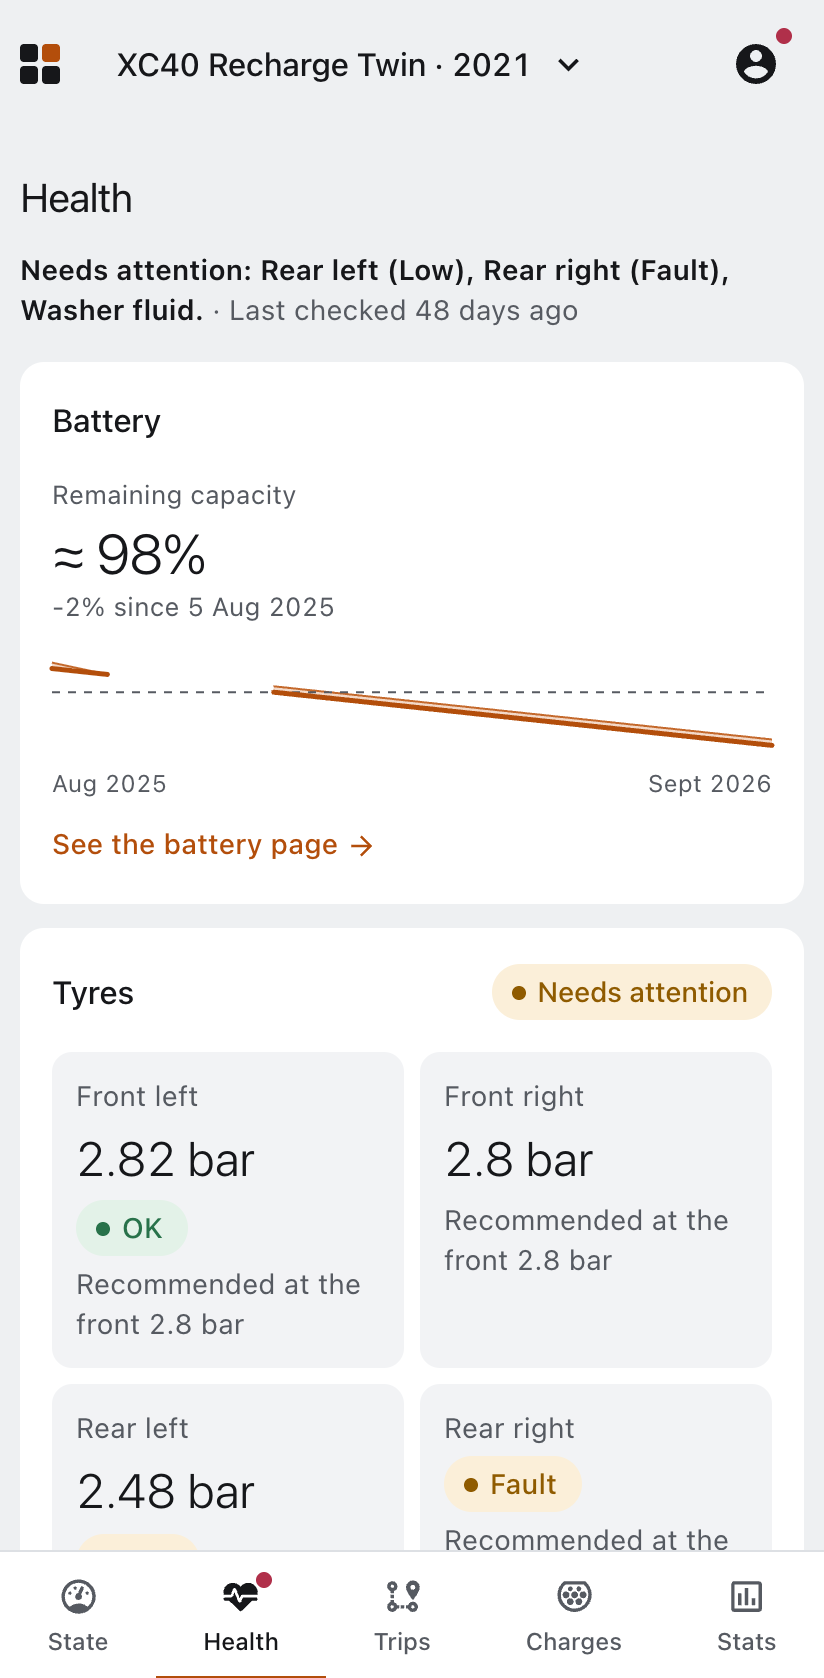 XC40 Recharge Twin · 2021
Health
Needs attention: Rear left (Low), Rear right (Fault),
Washer fluid. · Last checked 48 days ago
Battery
Remaining capacity
≈ 98%
-2% since 5 Aug 2025
Aug 2025
Sept 2026
See the battery page →
Tyres
Needs attention
Front left
2.82 bar
OK
Recommended at the
front 2.8 bar
Front right
2.8 bar
Recommended at the
front 2.8 bar
Rear left
2.48 bar
Rear right
Fault
Recommended at the
State
Health
Trips
Charges
Stats